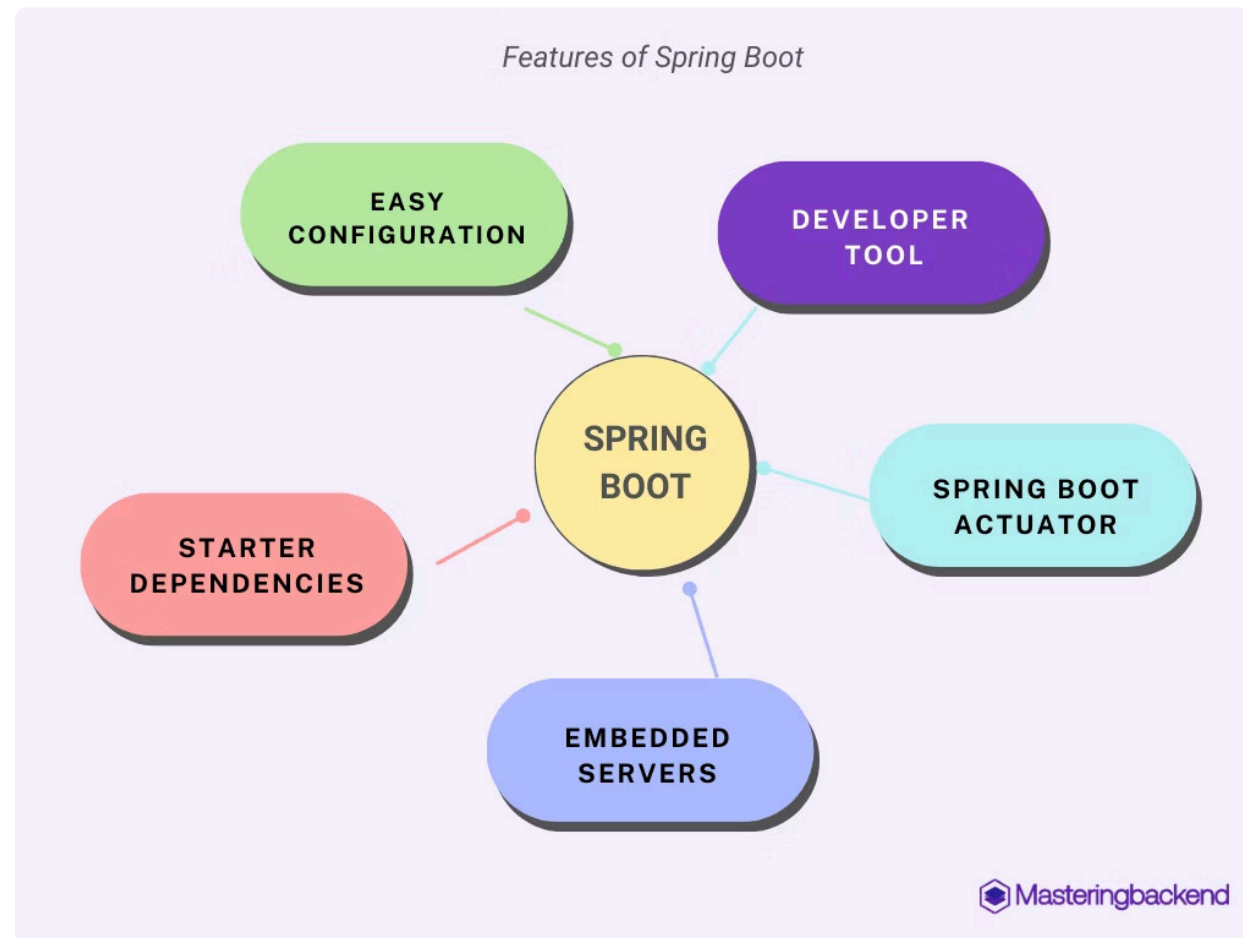 Features of Spring Boot
EASY
CONFIGURATION
DEVELOPER
TOOL
SPRING
BOOT
SPRING BOOT
ACTUATOR
STARTER
DEPENDENCIES
EMBEDDED
SERVERS
Masteringbackend